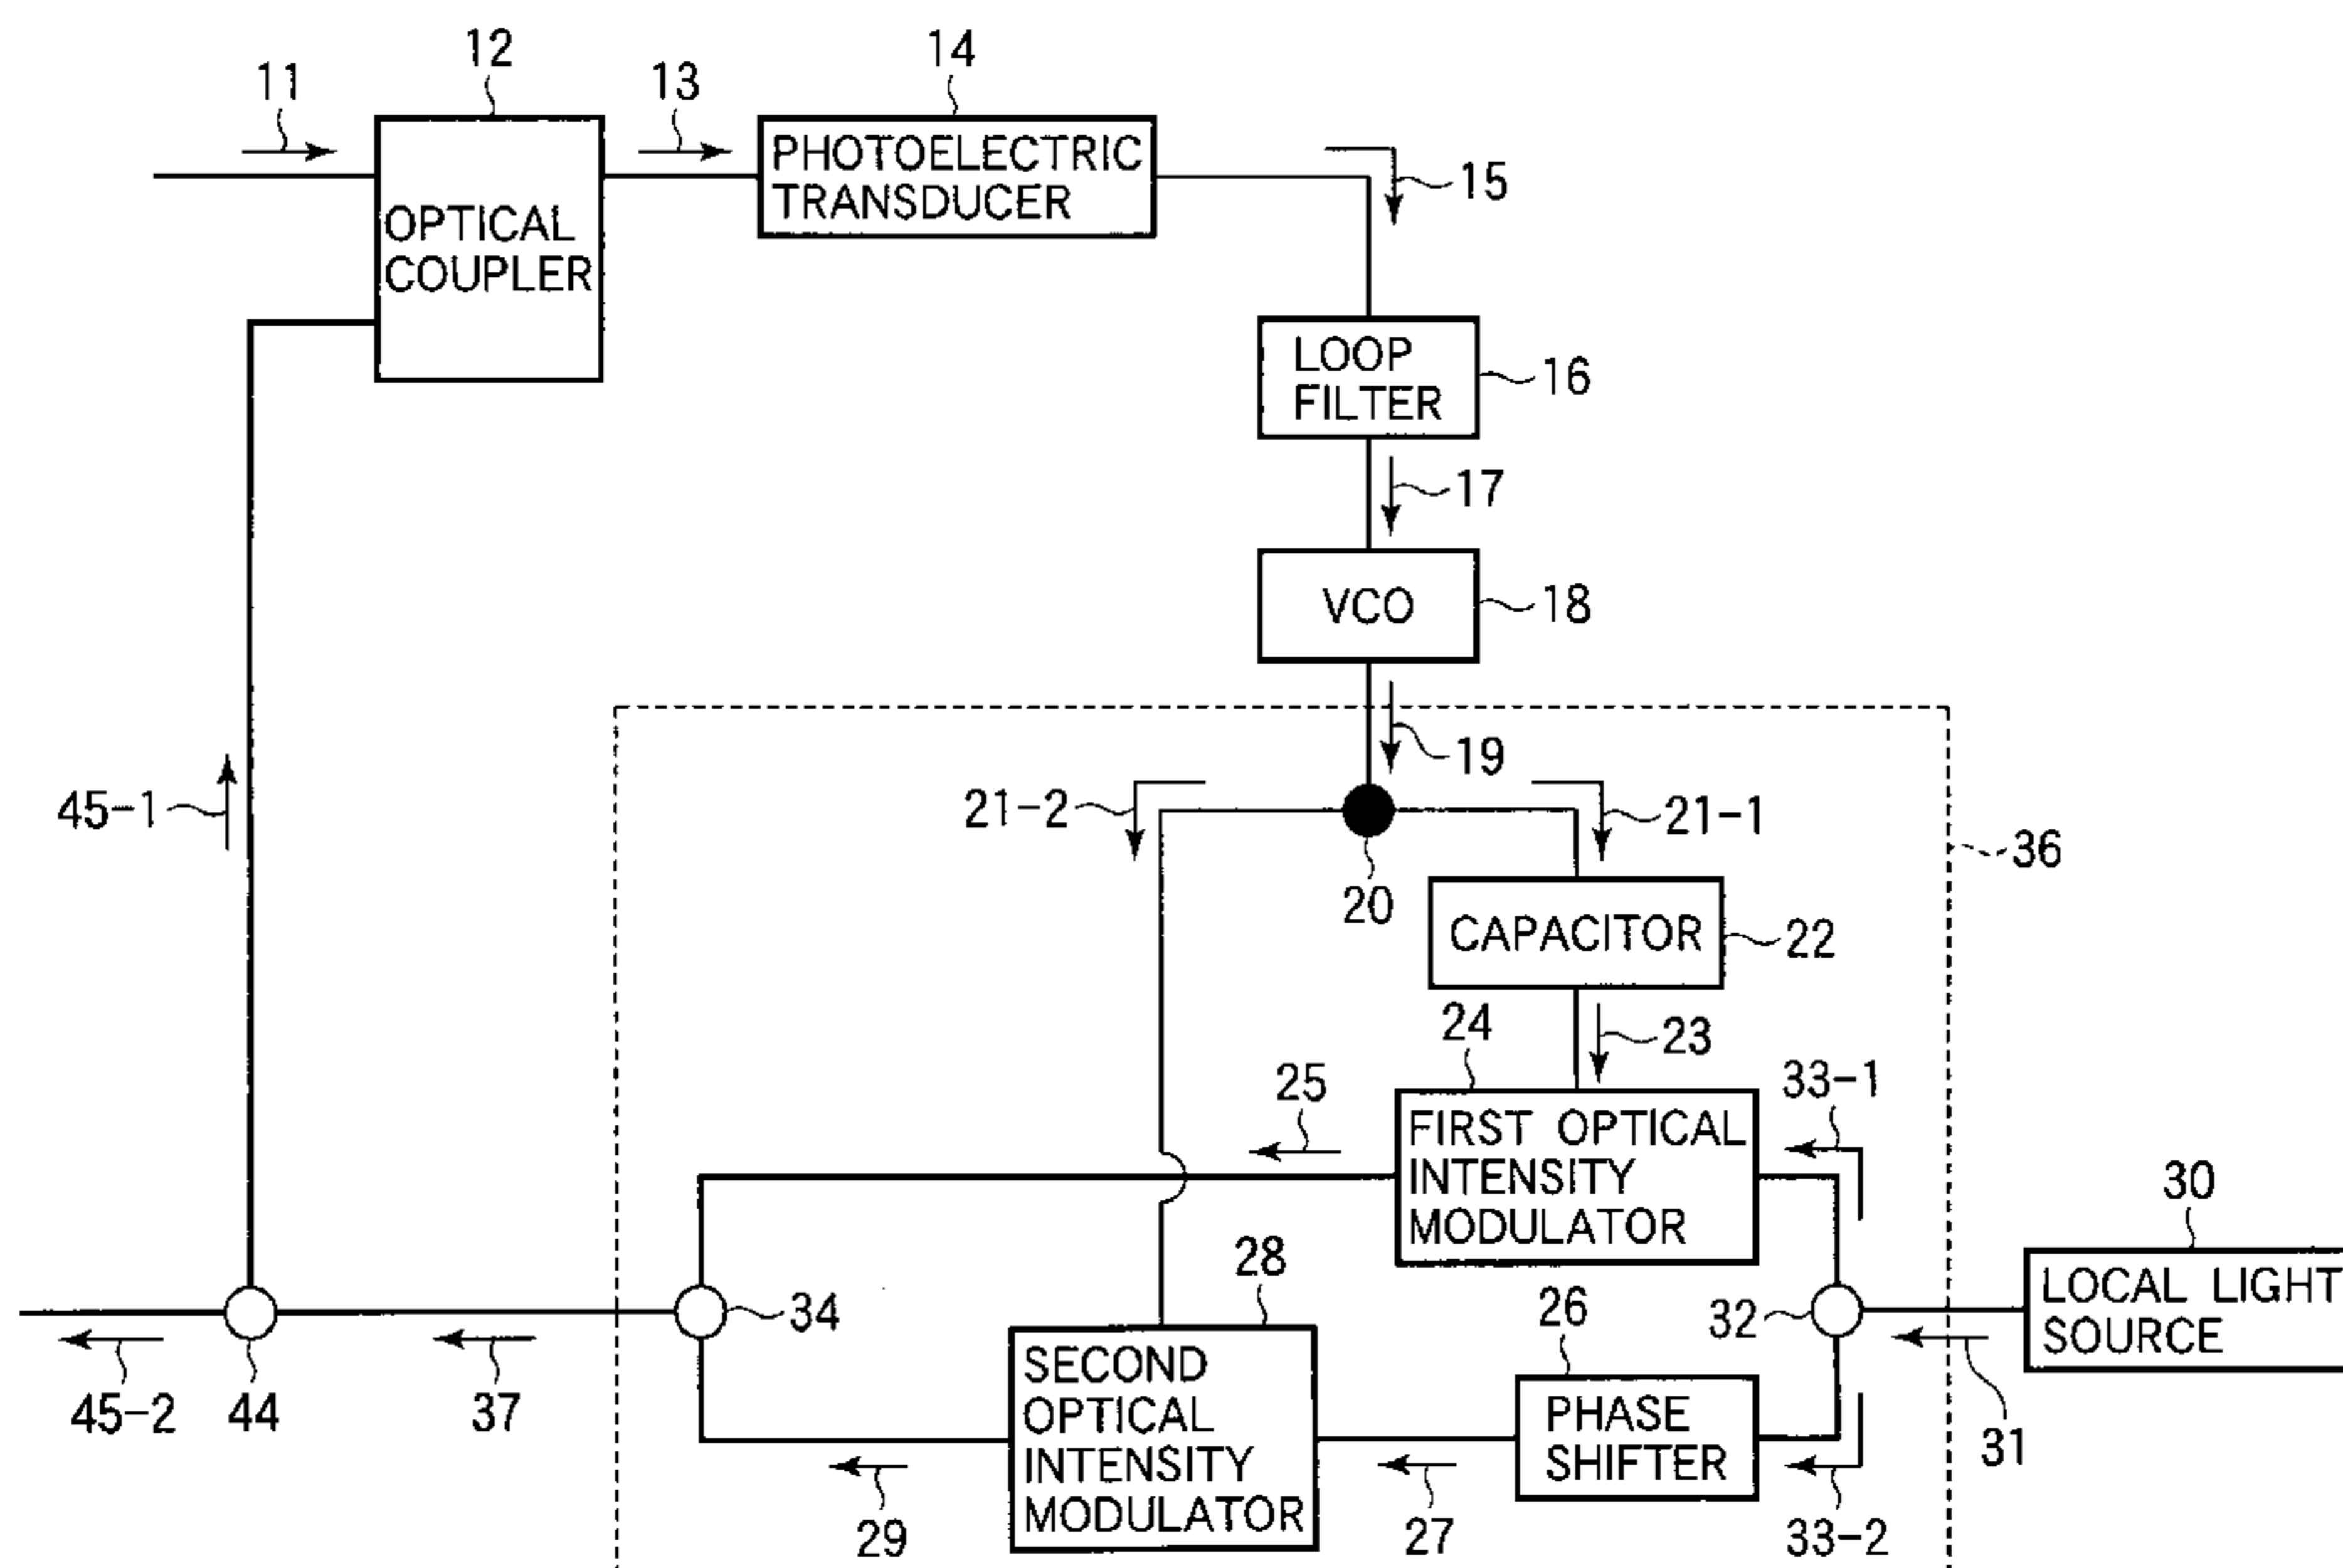 12
14
11
13
PHOTOELECTRIC
TRANSDUCER
15
OPTICAL
COUPLER
LOOP
FILTER
16
17
VCO
18
19
45-1
21-2
21-1
36
20
CAPACITOR
22
24
23
25
33-1
FIRST OPTICAL
INTENSITY
MODULATOR
30
28
LOCAL LIGHT
SOURCE
34
26
32
SECOND
OPTICAL
INTENSITY
MODULATOR
PHASE
SHIFTER
45-2
44
37
31
29
27
33-2